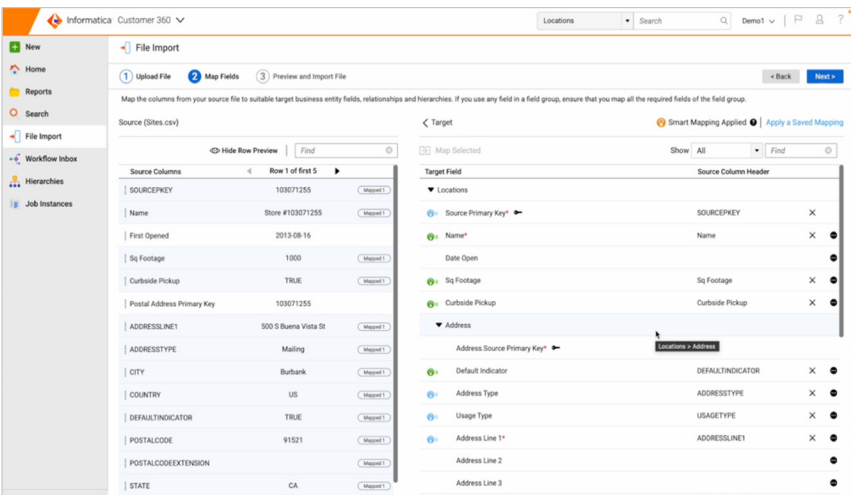 Informatica Customer 360
Locations
Search
Demo1
?
New
Home
Reports
Search
File Import
Workflow Inbox
Hierarchies
Job Instances
File Import
1 Upload File
2 Map Fields
3 Preview and Import File
< Back
Next >
Map the columns from your source file to suitable target business entity fields, relationships and hierarchies. If you use any field in a field group, ensure that you map all the required fields of the field group.
Source (Sites.csv)
Hide Row Preview
Find
Source Columns Row 1 of first 5
SOURCEPKEY 103071255 Mapped 1
Name Store #103071255 Mapped 1
First Opened 2013-08-16
Sq Footage 1000 Mapped 1
Curbside Pickup TRUE Mapped 1
Postal Address Primary Key 103071255
ADDRESSLINE1 500 S Buena Vista St Mapped 1
ADDRESSTYPE Mailing Mapped 1
CITY Burbank Mapped 1
COUNTRY US Mapped 1
DEFAULTINDICATOR TRUE Mapped 1
POSTALCODE 91521 Mapped 1
POSTALCODEEXTENSION Mapped 1
STATE CA Mapped 1
Target
Smart Mapping Applied ? Apply a Saved Mapping
Map Selected
Show All
Find
Target Field Source Column Header
Locations
Source Primary Key* SOURCEPKEY
Name* Name
Date Open
Sq Footage Sq Footage
Curbside Pickup Curbside Pickup
Address
Address.Source Primary Key*
Locations > Address
Default Indicator DEFAULTINDICATOR
Address Type ADDRESSTYPE
Usage Type USAGETYPE
Address Line 1* ADDRESSLINE1
Address Line 2
Address Line 3